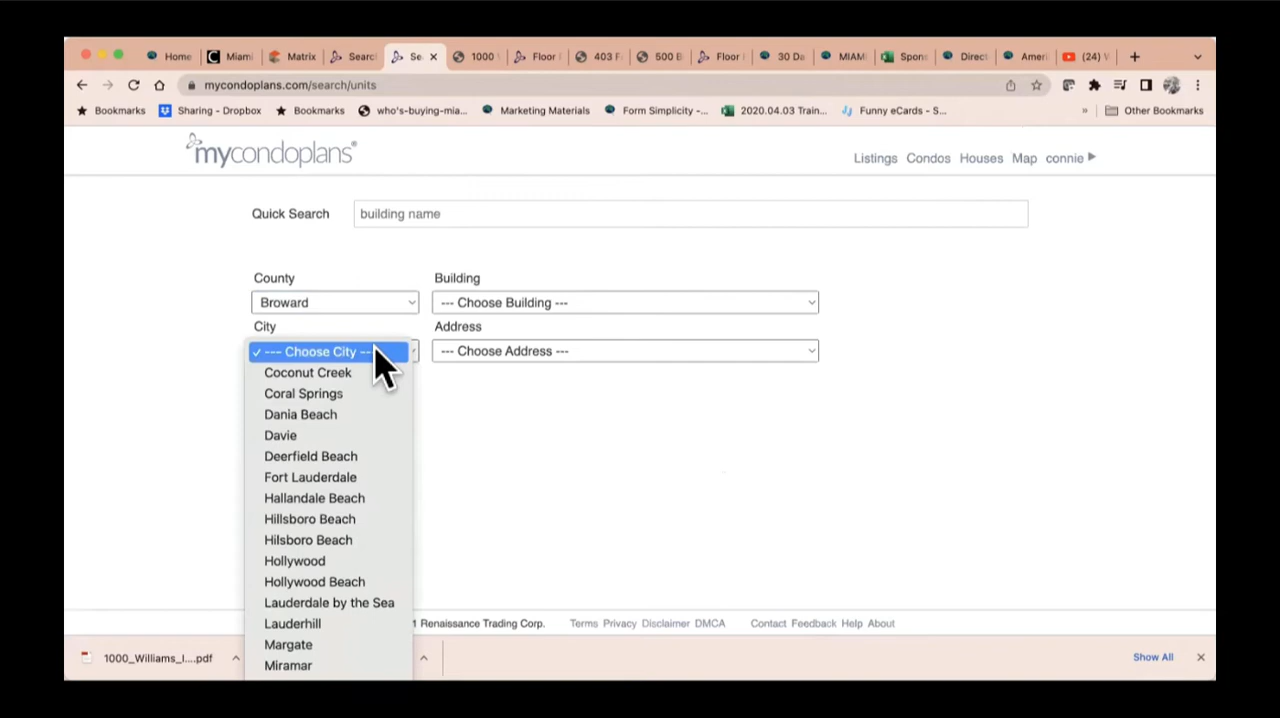 Home Miami Matrix Searc Se 1000 Floor 403 F 500 B Floor 30 Da MIAM Spons Direct Ameri (24)
mycondoplans.com/search/units
Bookmarks Sharing - Dropbox Bookmarks who's-buying-mia... Marketing Materials Form Simplicity -... 2020.04.03 Train... Funny eCards - S... » Other Bookmarks
mycondoplans®
Listings Condos Houses Map connie
Quick Search building name
County Building
Broward --- Choose Building ---
City Address
✓ --- Choose City --- --- Choose Address ---
Coconut Creek
Coral Springs
Dania Beach
Davie
Deerfield Beach
Fort Lauderdale
Hallandale Beach
Hillsboro Beach
Hilsboro Beach
Hollywood
Hollywood Beach
Lauderdale by the Sea
Lauderhill
Margate
Miramar
1 Renaissance Trading Corp. Terms Privacy Disclaimer DMCA Contact Feedback Help About
1000_Williams_I....pdf Show All